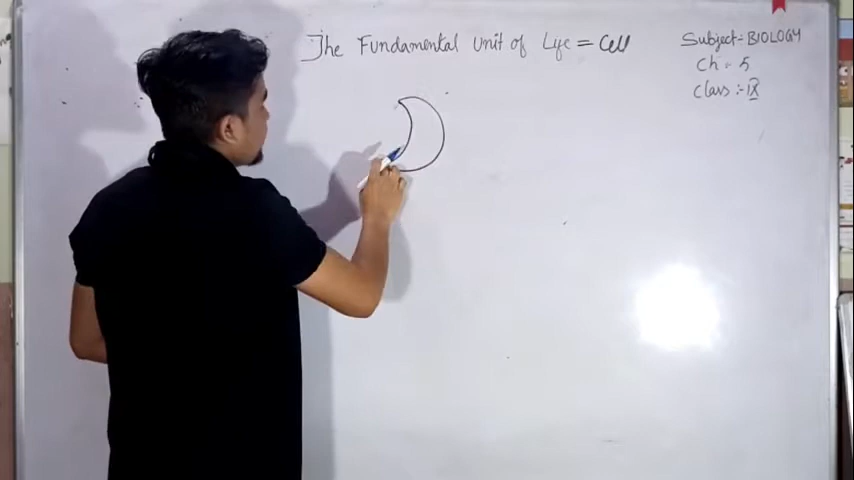 The Fundamental Unit of Life = Cell
Subject:- BIOLOGY
Ch - 5
Class :- IX